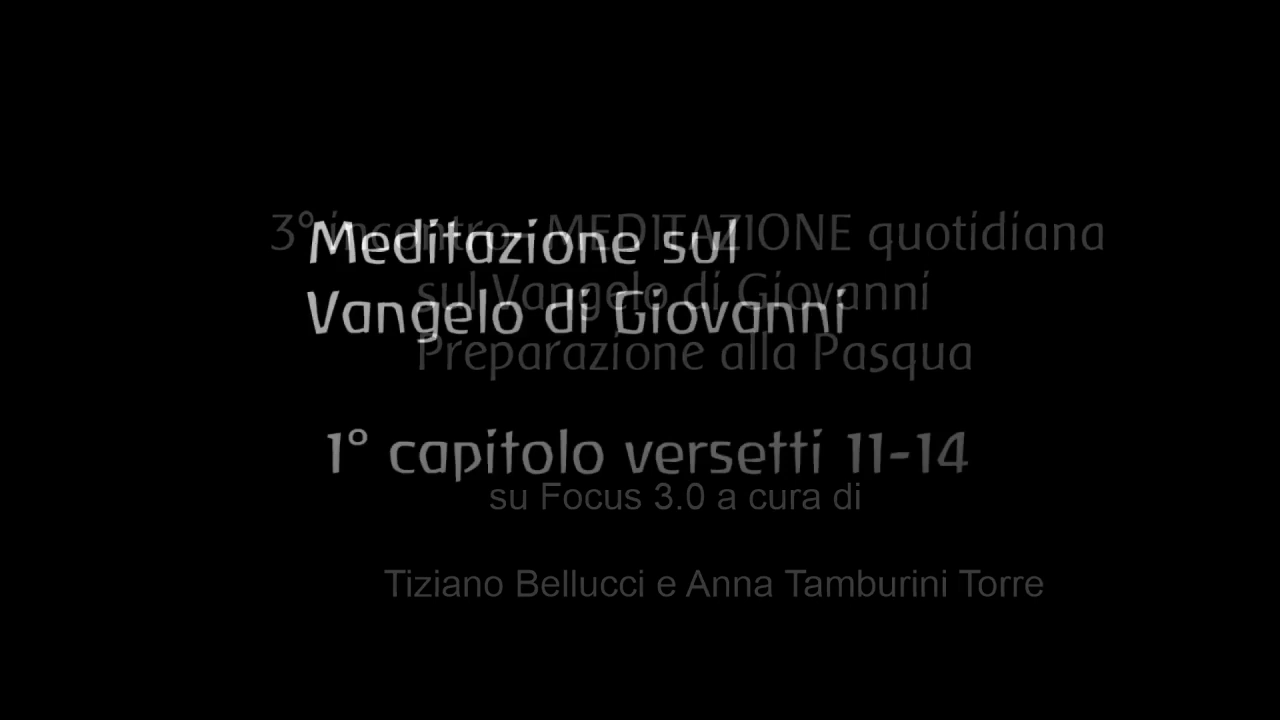 3° incontro MEDITAZIONE quotidiana
sul Vangelo di Giovanni
Preparazione alla Pasqua
su Focus 3.0 a cura di
Tiziano Bellucci e Anna Tamburini Torre
Meditazione sul
Vangelo di Giovanni
1° capitolo versetti 11-14